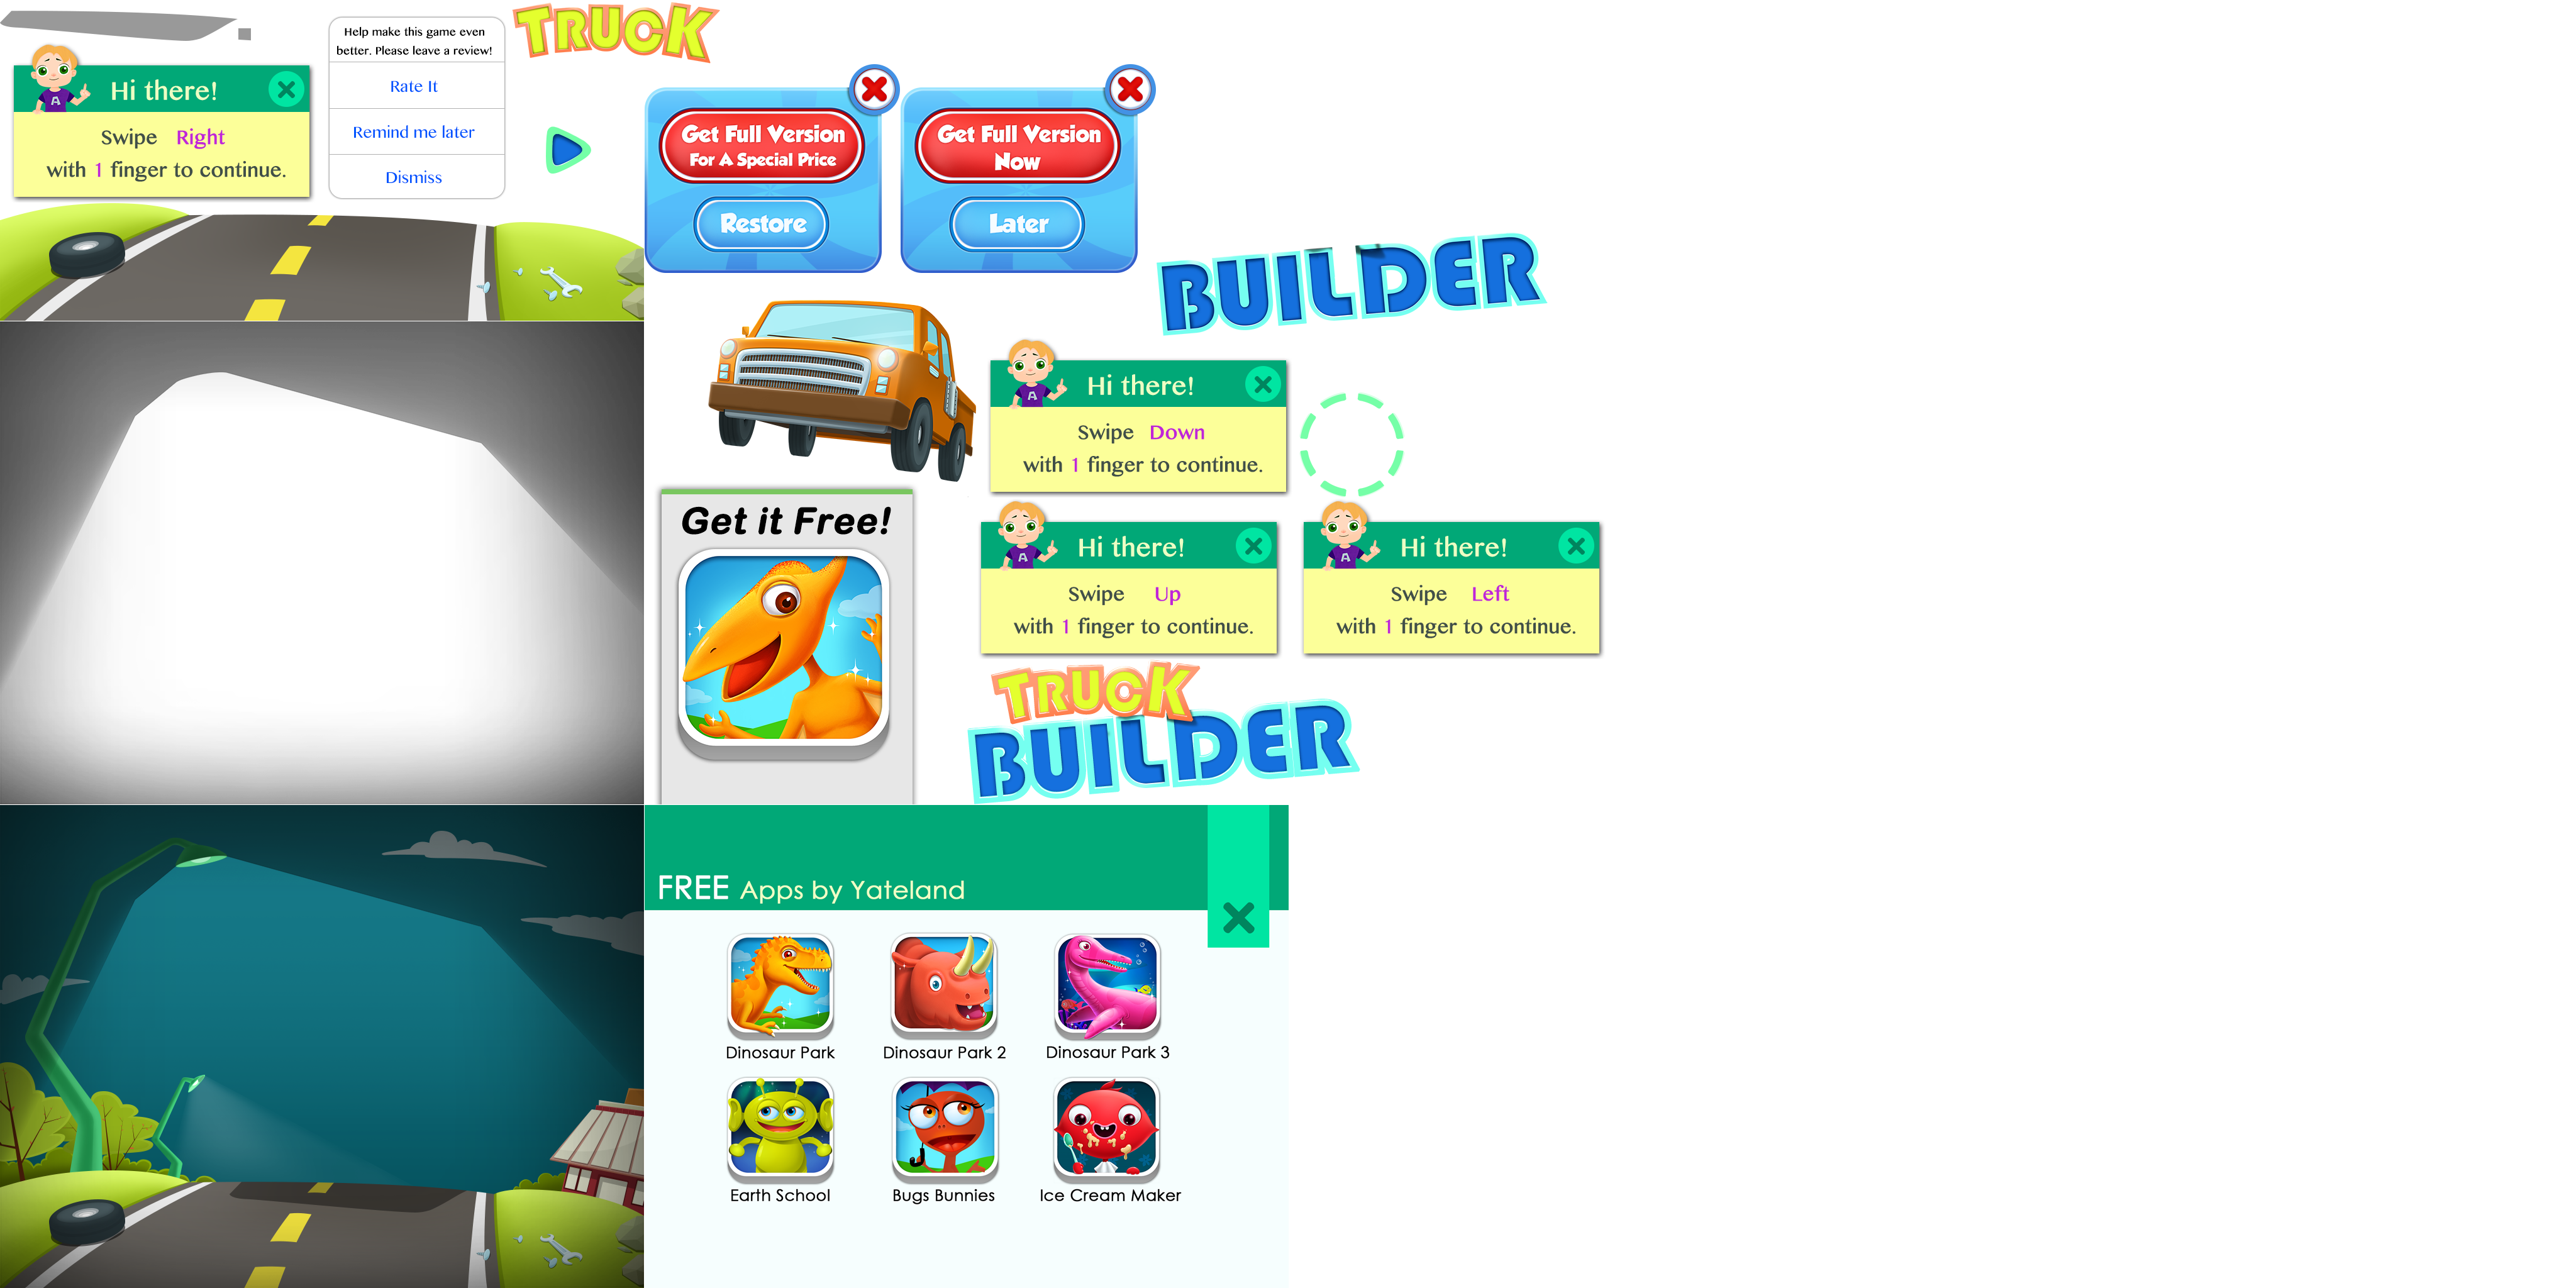 TRUCK
Help make this game even
better. Please leave a review!
Rate It
Remind me later
Dismiss
Hi there!
A
Swipe Right
with 1 finger to continue.
Get Full Version
For A Special Price
Restore
Get Full Version
Now
Later
BUILDER
Hi there!
A
Swipe Down
with 1 finger to continue.
Get it Free!
Hi there!
A
Swipe Up
with 1 finger to continue.
Hi there!
A
Swipe Left
with 1 finger to continue.
TRUCK
BUILDER
FREE Apps by Yateland
Dinosaur Park
Dinosaur Park 2
Dinosaur Park 3
Earth School
Bugs Bunnies
Ice Cream Maker